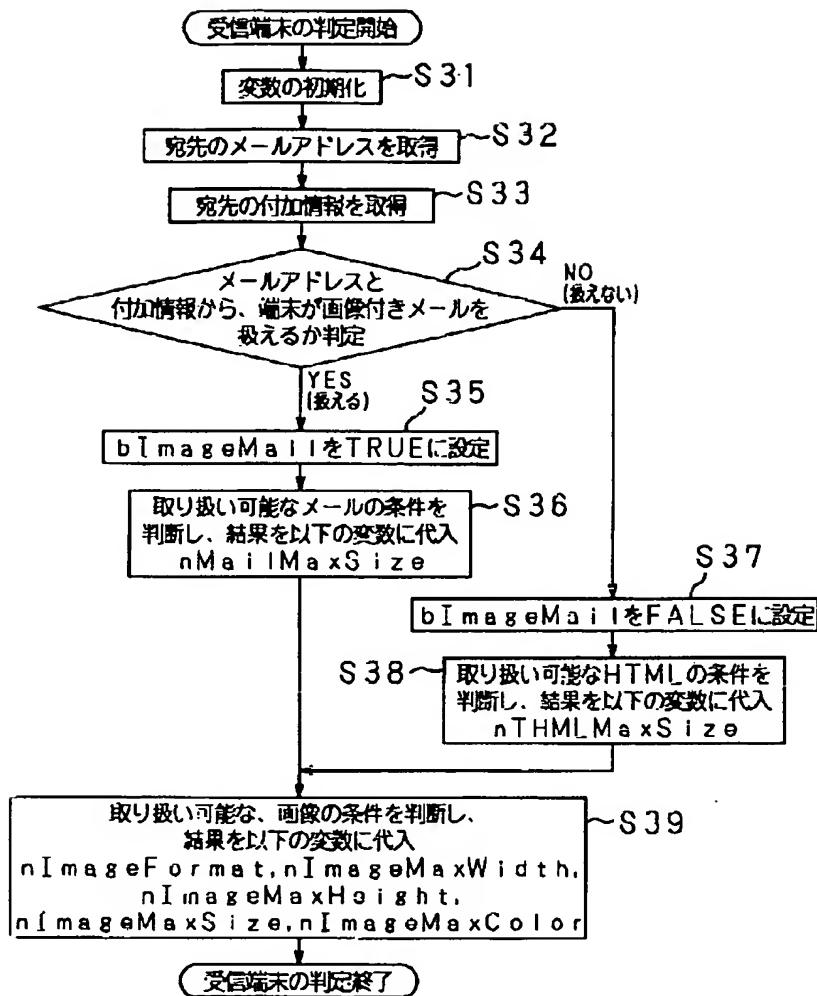 受信端末の判定開始
変数の初期化
S31
宛先のメールアドレスを取得
S32
宛先の付加情報を取得
S33
S34
メールアドレスと
付加情報から、端末が画像付きメールを
扱えるか判定
NO
(扱えない)
YES
(扱える)
S35
bImageMailをTRUEに設定
取り扱い可能なメールの条件を
判断し、結果を以下の変数に代入
nMailMaxSize
S36
S37
bImageMailをFALSEに設定
S38
取り扱い可能なHTMLの条件を
判断し、結果を以下の変数に代入
nTHMLMaxSize
取り扱い可能な、画像の条件を判断し、
結果を以下の変数に代入
nImageFormat,nImageMaxWidth,
nImageMaxHeight,
nImageMaxSize,nImageMaxColor
S39
受信端末の判定終了